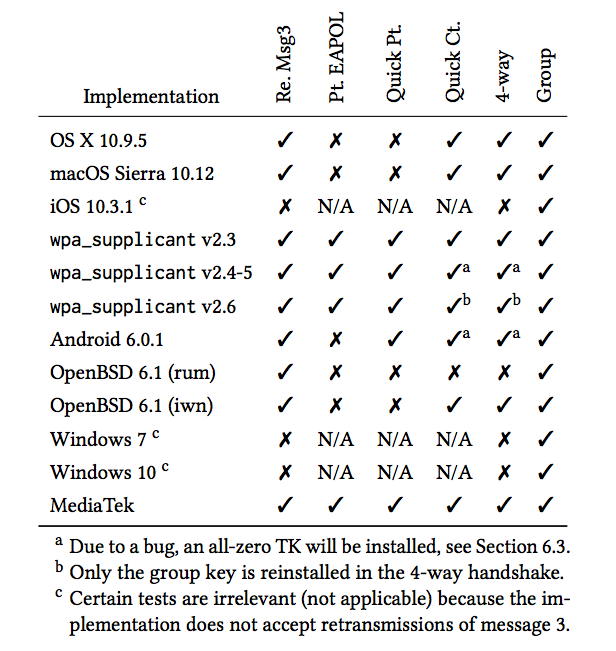 Implementation Re. Msg3 Pt. EAPOL Quick Pt. Quick Ct. 4-way Group
OS X 10.9.5 ✓ ✗ ✗ ✓ ✓ ✓
macOS Sierra 10.12 ✓ ✗ ✗ ✓ ✓ ✓
iOS 10.3.1 c ✗ N/A N/A N/A ✗ ✓
wpa_supplicant v2.3 ✓ ✓ ✓ ✓ ✓ ✓
wpa_supplicant v2.4-5 ✓ ✓ ✓ ✓a ✓a ✓
wpa_supplicant v2.6 ✓ ✓ ✓ ✓b ✓b ✓
Android 6.0.1 ✓ ✗ ✓ ✓a ✓a ✓
OpenBSD 6.1 (rum) ✓ ✗ ✗ ✗ ✗ ✓
OpenBSD 6.1 (iwn) ✓ ✗ ✗ ✓ ✓ ✓
Windows 7 c ✗ N/A N/A N/A ✗ ✓
Windows 10 c ✗ N/A N/A N/A ✗ ✓
MediaTek ✓ ✓ ✓ ✓ ✓ ✓
a Due to a bug, an all-zero TK will be installed, see Section 6.3.
b Only the group key is reinstalled in the 4-way handshake.
c Certain tests are irrelevant (not applicable) because the im-
plementation does not accept retransmissions of message 3.